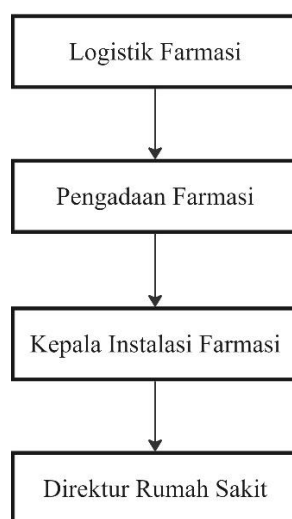 Logistik Farmasi
Pengadaan Farmasi
Kepala Instalasi Farmasi
Direktur Rumah Sakit